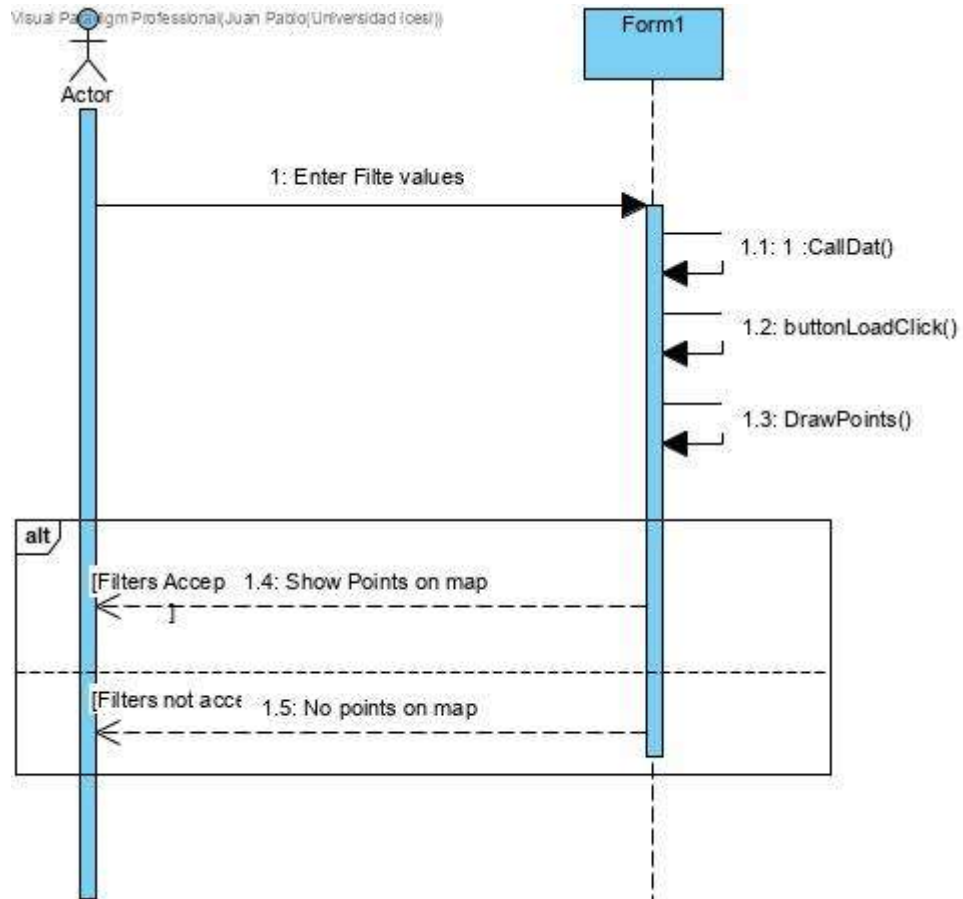 Visual Paradigm Professional(Juan Pablo(Universidad Icesi))
Form1
Actor
1: Enter Filte values
1.1: 1 :CallDat()
1.2: buttonLoadClick()
1.3: DrawPoints()
alt
[Filters Accep 1.4: Show Points on map
]
[Filters not acce 1.5: No points on map